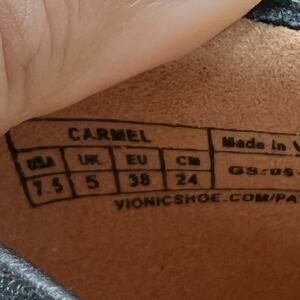 CARMEL Made in V
USA UK EU CM
7.5 5 38 24
VIONICSHOE.COM/PA